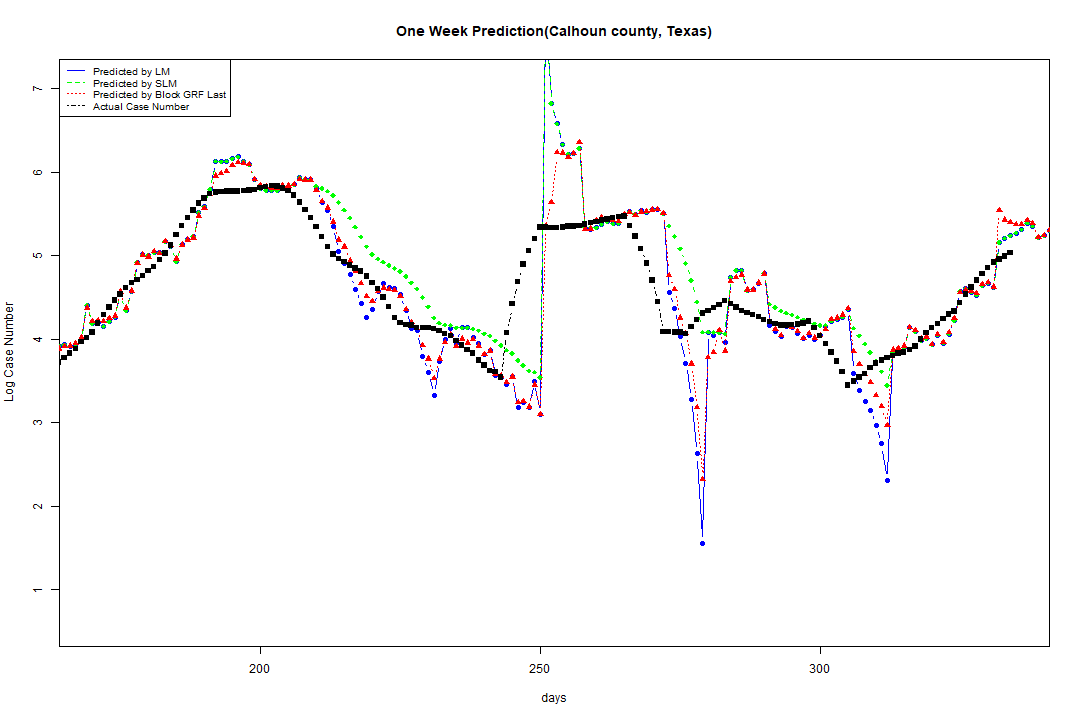 One Week Prediction(Calhoun county, Texas)
Predicted by LM
Predicted by SLM
Predicted by Block GRF Last
Actual Case Number
Log Case Number
7
6
5
4
3
2
1
200
250
300
days